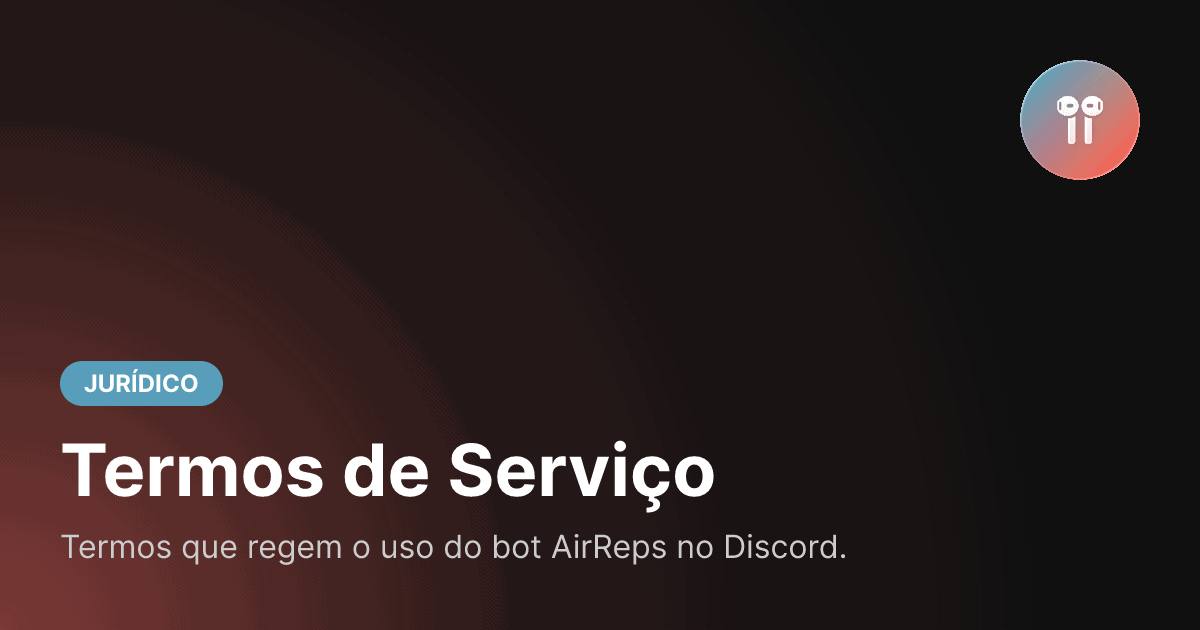 JURÍDICO
Termos de Serviço
Termos que regem o uso do bot AirReps no Discord.